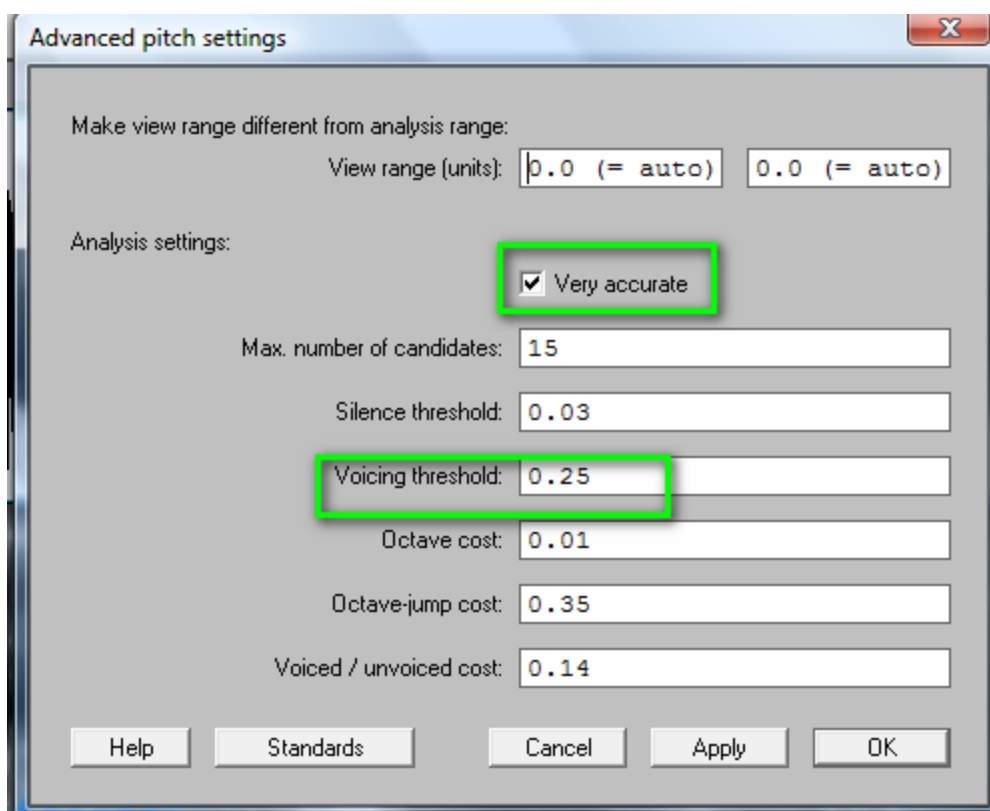 Advanced pitch settings
Make view range different from analysis range:
View range (units): 0.0 (= auto) 0.0 (= auto)
Analysis settings:
Very accurate
Max. number of candidates: 15
Silence threshold: 0.03
Voicing threshold: 0.25
Octave cost: 0.01
Octave-jump cost: 0.35
Voiced / unvoiced cost: 0.14
Help Standards Cancel Apply OK